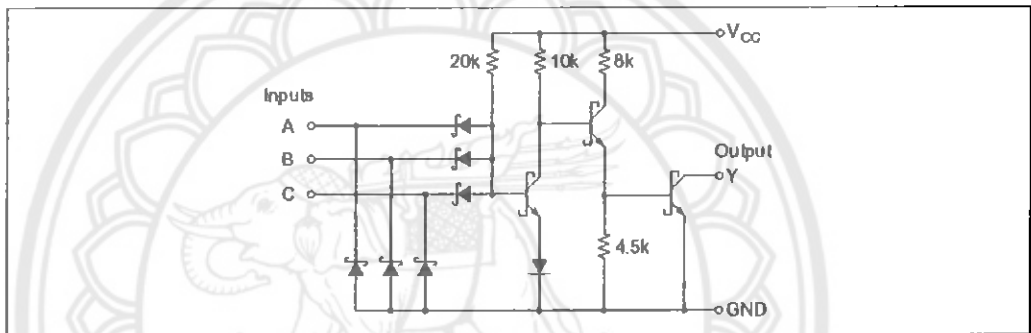 V_CC
20k 10k 8k
Inputs
A
B
C
Output
Y
4.5k
GND